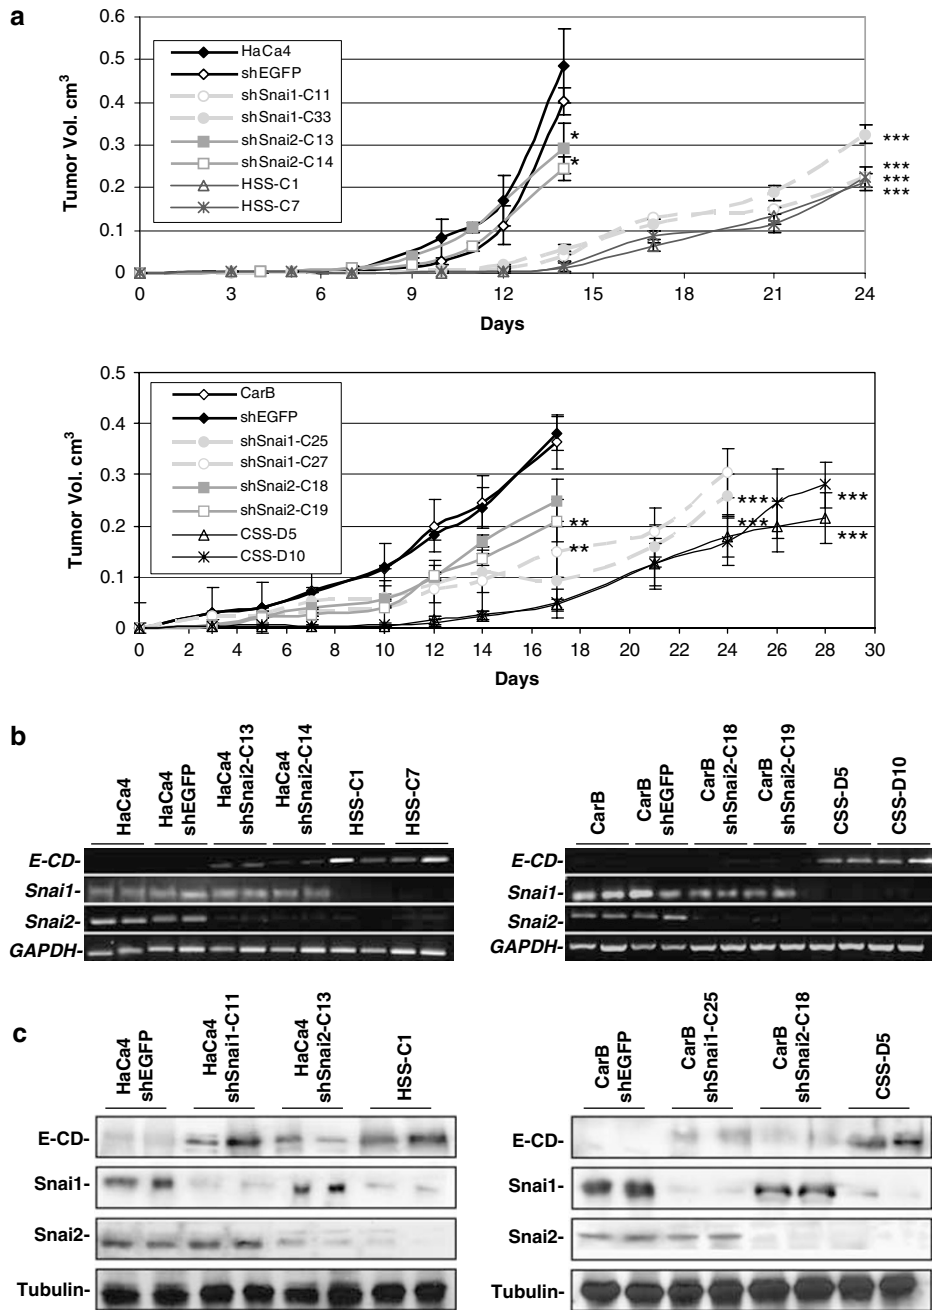 a
0.6
0.5
0.4
0.3
0.2
0.1
0
Tumor Vol. cm3
HaCa4
shEGFP
shSnai1-C11
shSnai1-C33
shSnai2-C13
shSnai2-C14
HSS-C1
HSS-C7
*
*
***
***
***
***
0 3 6 9 12 15 18 21 24
Days
0.5
0.4
0.3
0.2
0.1
0
Tumor Vol. cm3
CarB
shEGFP
shSnai1-C25
shSnai1-C27
shSnai2-C18
shSnai2-C19
CSS-D5
CSS-D10
**
**
***
***
***
***
0 2 4 6 8 10 12 14 16 18 20 22 24 26 28 30
Days
b
HaCa4
HaCa4 shEGFP
HaCa4 shSnai2-C13
HaCa4 shSnai2-C14
HSS-C1
HSS-C7
E-CD-
Snai1-
Snai2-
GAPDH-
CarB
CarB shEGFP
CarB shSnai2-C18
CarB shSnai2-C19
CSS-D5
CSS-D10
E-CD-
Snai1-
Snai2-
GAPDH-
c
HaCa4 shEGFP
HaCa4 shSnai1-C11
HaCa4 shSnai2-C13
HSS-C1
E-CD-
Snai1-
Snai2-
Tubulin-
CarB shEGFP
CarB shSnai1-C25
CarB shSnai2-C18
CSS-D5
E-CD-
Snai1-
Snai2-
Tubulin-